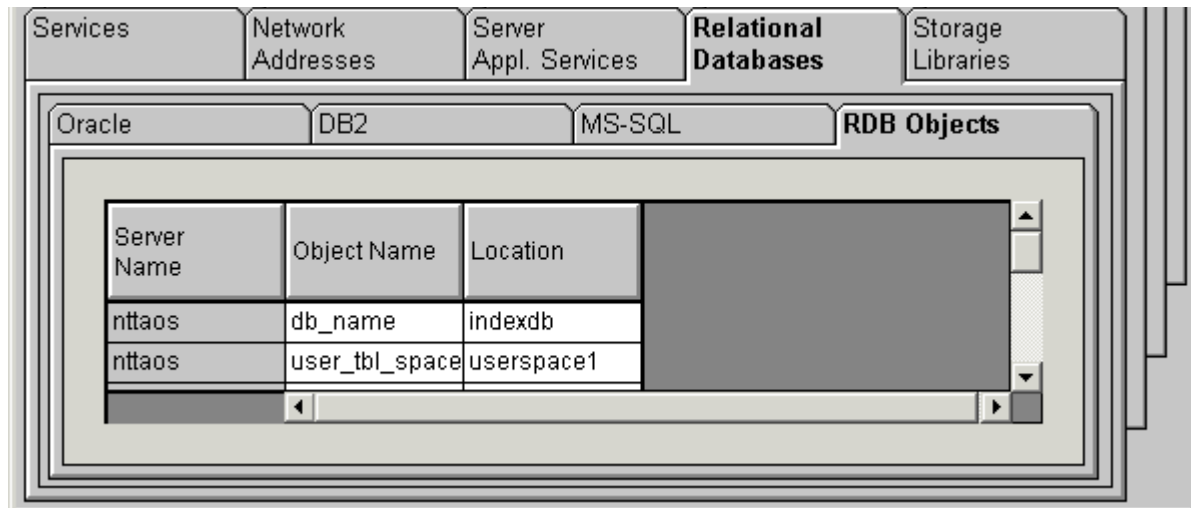 Services
Network
Addresses
Server
Appl. Services
Relational
Databases
Storage
Libraries
Oracle
DB2
MS-SQL
RDB Objects
Server
Name
Object Name
Location
nttaos
db_name
indexdb
nttaos
user_tbl_space
userspace1